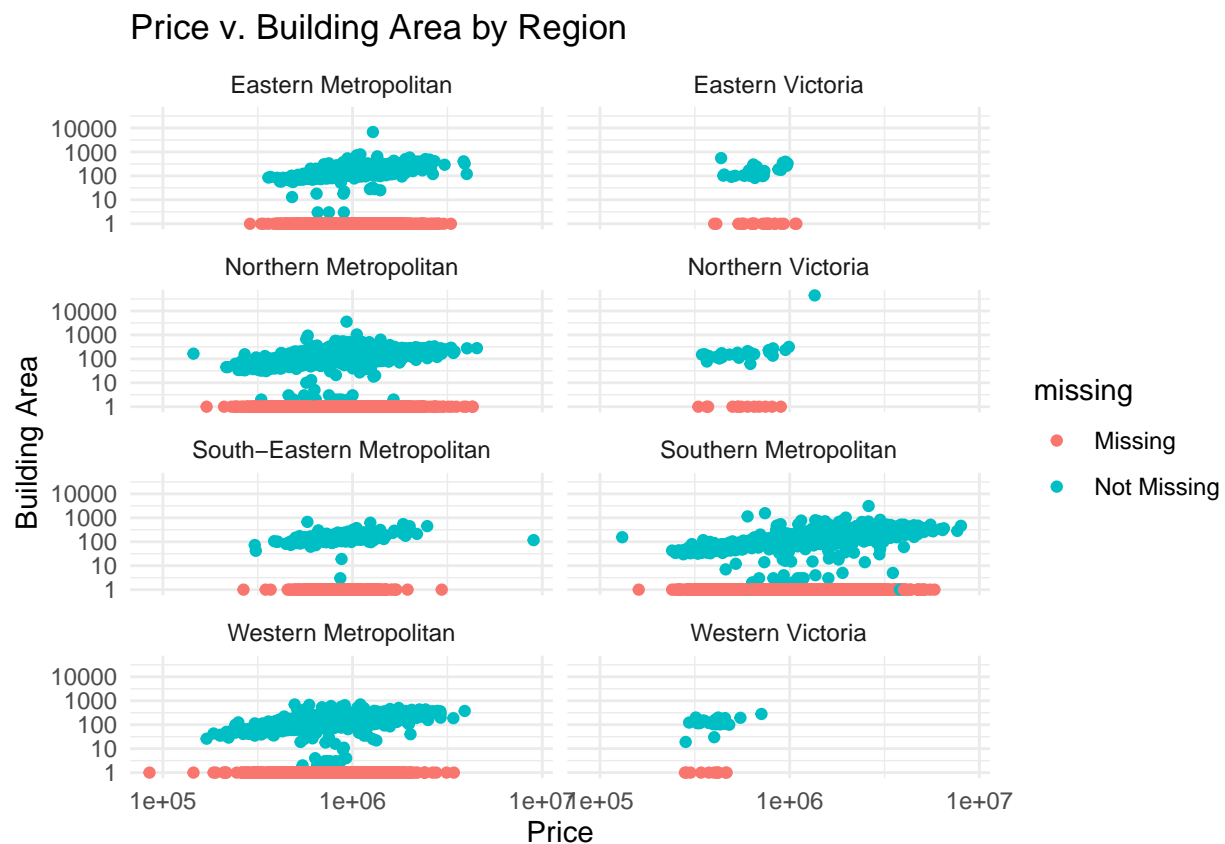 Price v. Building Area by Region
Eastern Metropolitan
Eastern Victoria
10000
1000
100
10
1
Northern Metropolitan
Northern Victoria
10000
1000
100
10
1
South−Eastern Metropolitan
Southern Metropolitan
10000
1000
100
10
1
Western Metropolitan
Western Victoria
10000
1000
100
10
1
1e+05
1e+06
1e+07
1e+05
1e+06
1e+07
Price
Building Area
missing
Missing
Not Missing